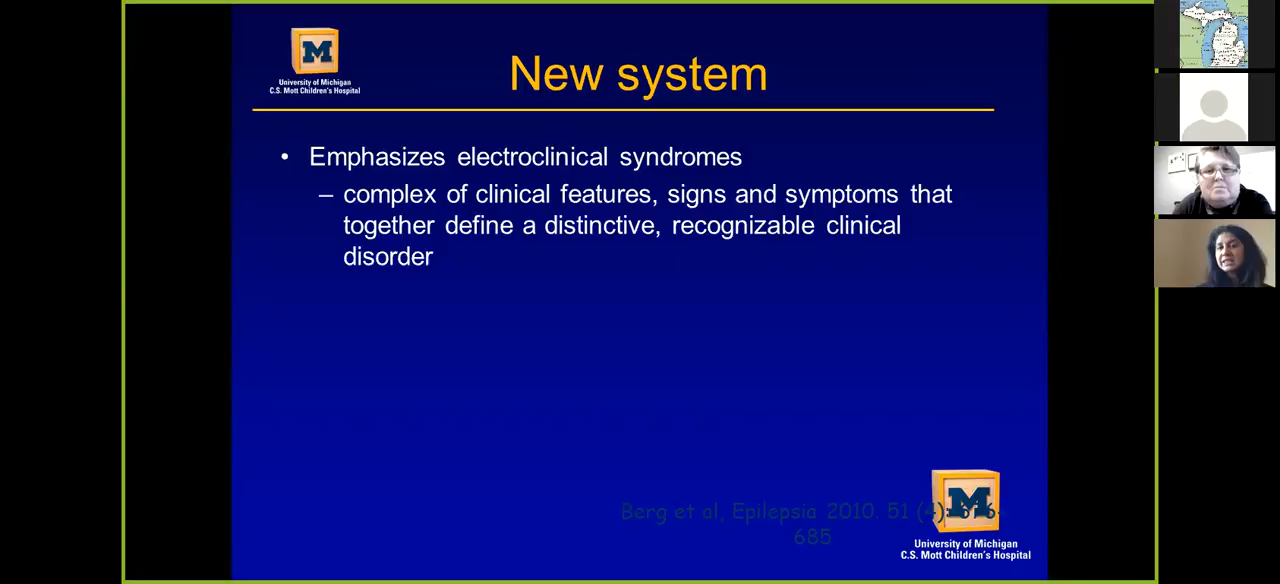 University of Michigan
C.S. Mott Children's Hospital
New system
• Emphasizes electroclinical syndromes
– complex of clinical features, signs and symptoms that
together define a distinctive, recognizable clinical
disorder
Berg et al, Epilepsia 2010. 51 (4):
685
M
University of Michigan
C.S. Mott Children's Hospital